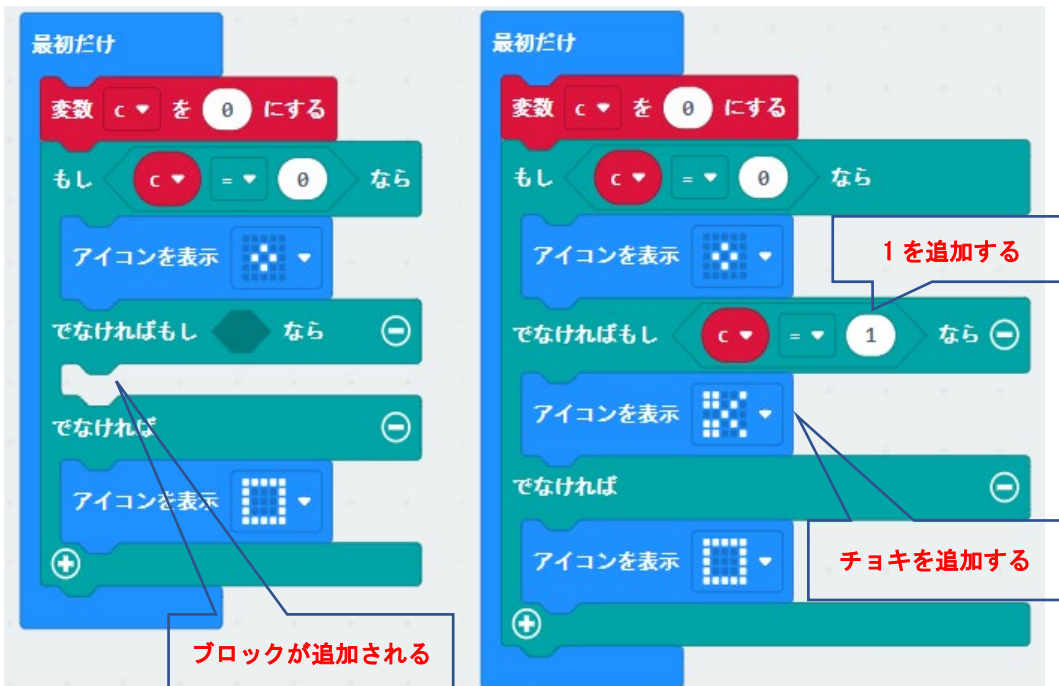 最初だけ
変数 c ▼ を 0 にする
もし c ▼ = ▼ 0 なら
アイコンを表示
でなければもし なら
でなければ
アイコンを表示
ブロックが追加される
最初だけ
変数 c ▼ を 0 にする
もし c ▼ = ▼ 0 なら
アイコンを表示
1を追加する
でなければもし c ▼ = ▼ 1 なら
アイコンを表示
でなければ
チョキを追加する
アイコンを表示